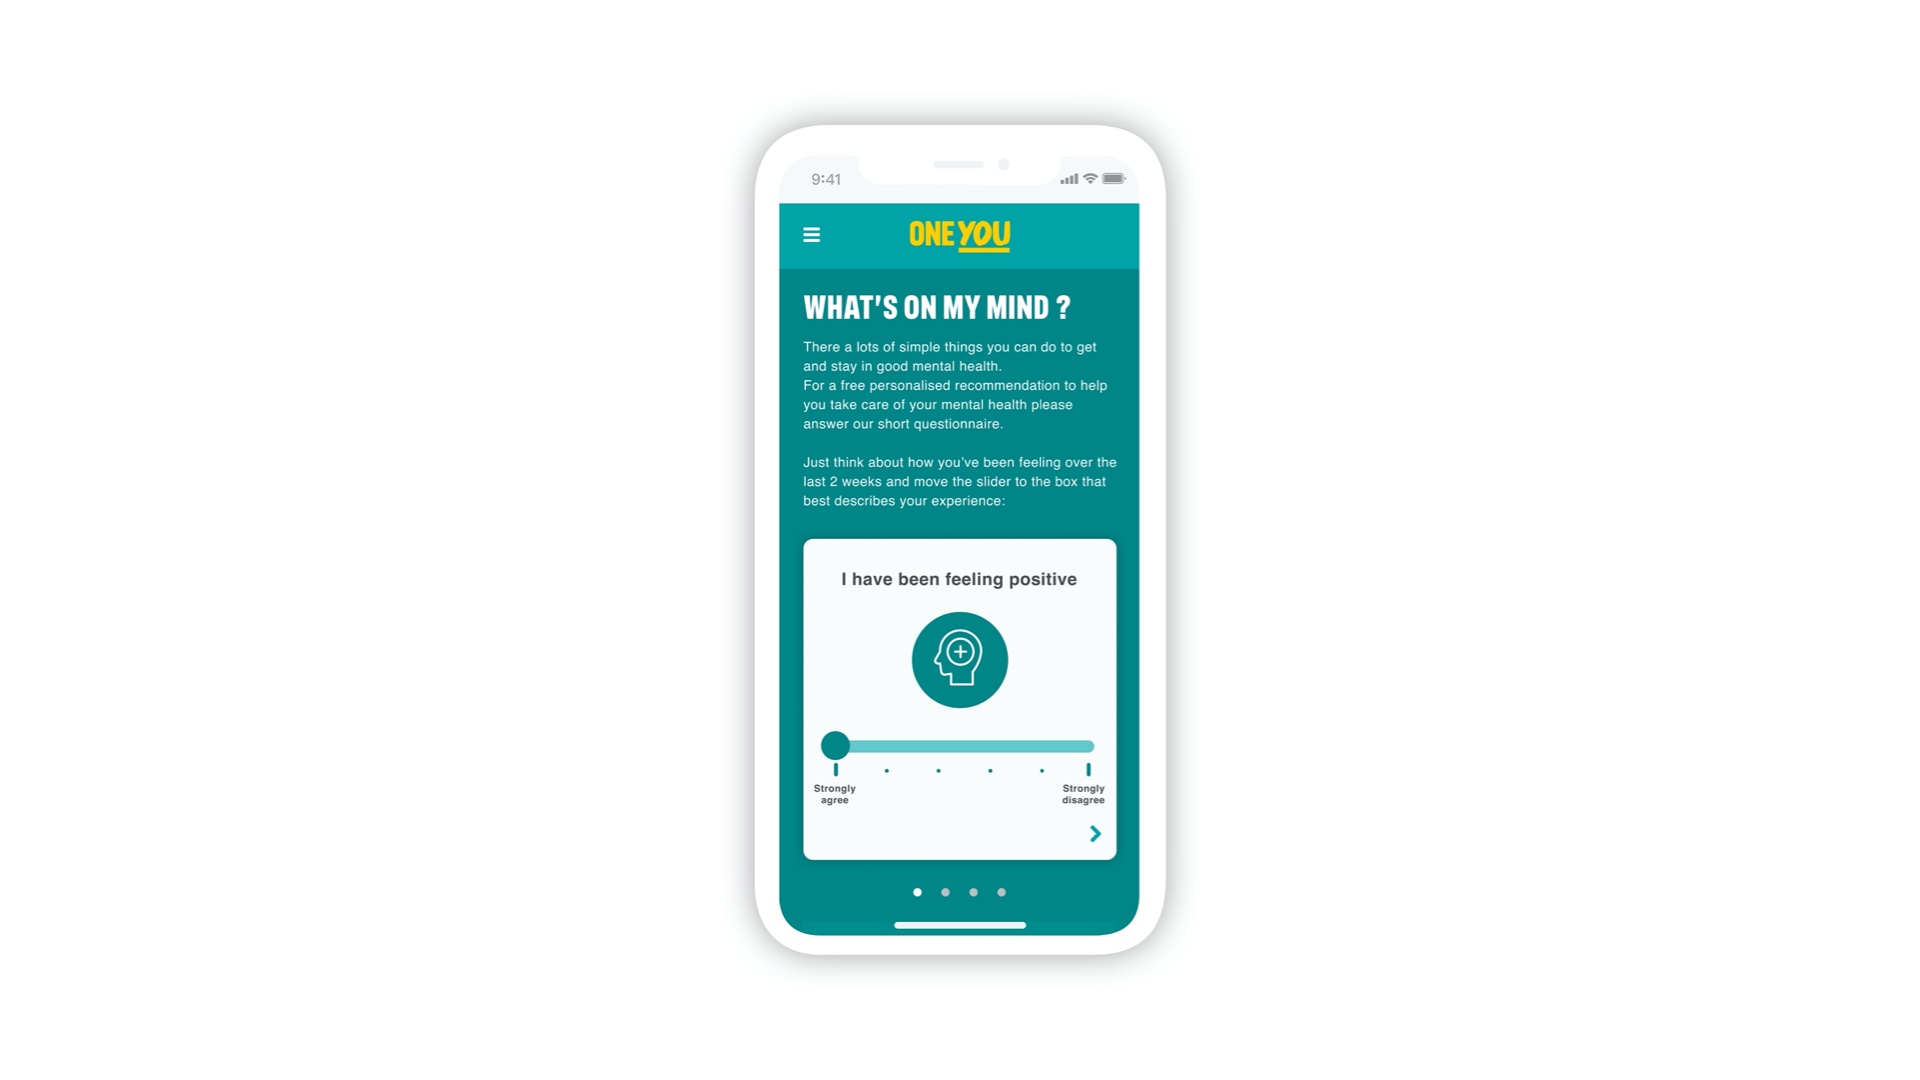 9:41
ONE YOU
WHAT'S ON MY MIND ?
There a lots of simple things you can do to get
and stay in good mental health.
For a free personalised recommendation to help
you take care of your mental health please
answer our short questionnaire.
Just think about how you've been feeling over the
last 2 weeks and move the slider to the box that
best describes your experience:
I have been feeling positive
Strongly
agree
Strongly
disagree